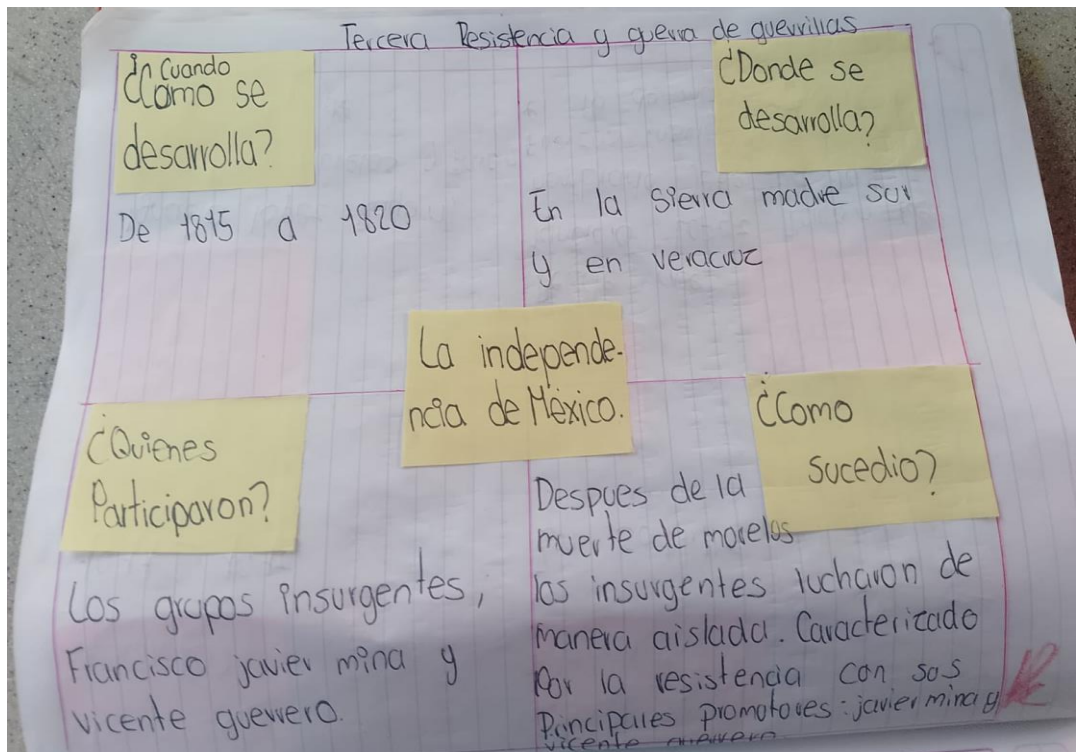 Tercera Resistencia y guerra de guerrillas
¿Cuando
Como se
desarrolla?
De 1815 a 1820
¿Donde se
desarrolla?
En la Sierra madre sur
y en veracruz
La independe-
ncia de México.
¿Quienes
Participaron?
Los grupos insurgentes,
Francisco javier mina y
vicente guerrero.
¿Como
sucedio?
Despues de la
muerte de morelos
los insurgentes lucharon de
manera aislada. Caracterizado
Por la resistencia con sus
Principales promotores: javier mina y
vicente guerrero